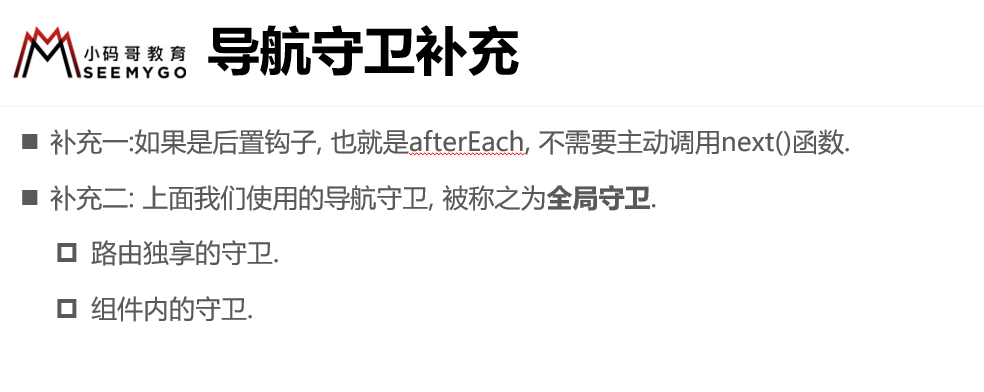 小码哥教育
SEEMYGO
导航守卫补充
补充一:如果是后置钩子, 也就是afterEach, 不需要主动调用next()函数.
补充二: 上面我们使用的导航守卫, 被称之为全局守卫.
路由独享的守卫.
组件内的守卫.